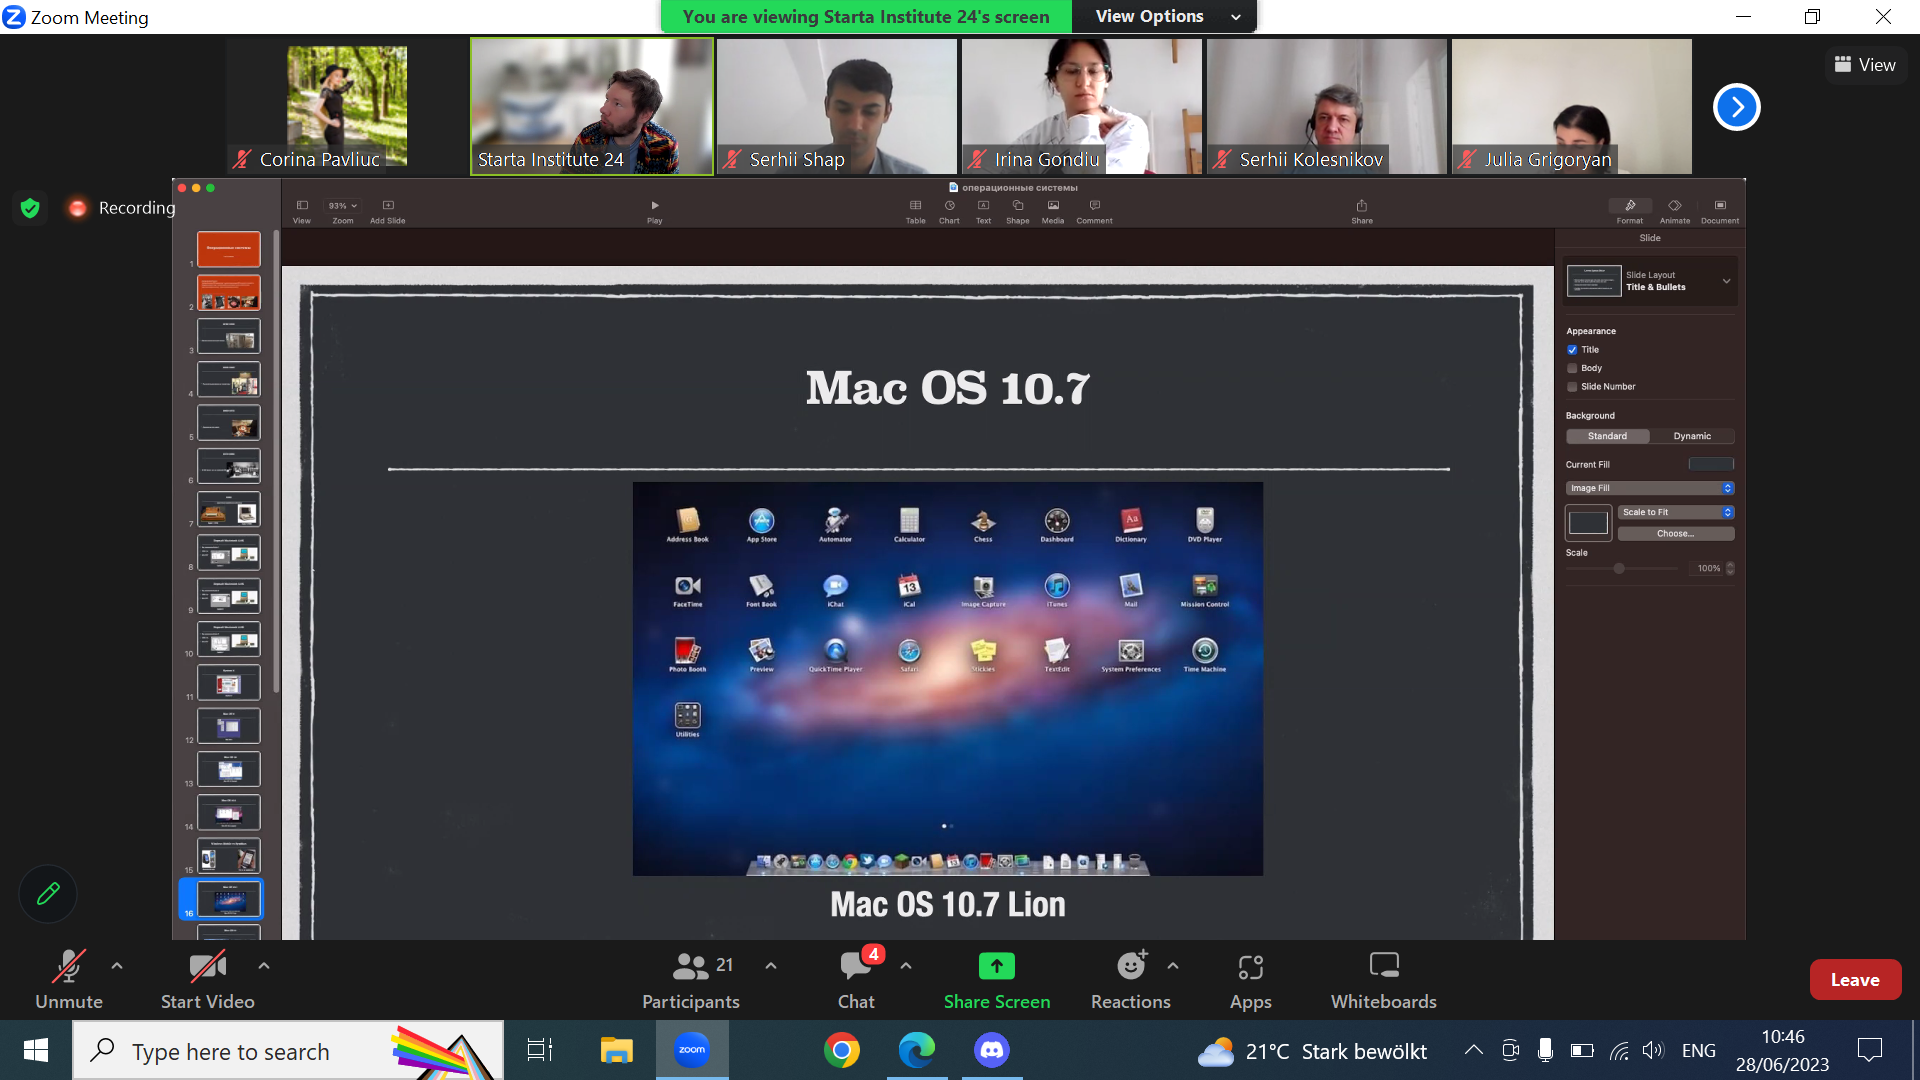 Zoom Meeting
You are viewing Starta Institute 24's screen
View Options
View
Corina Pavliuc
Starta Institute 24
Serhii Shap
Irina Gondiu
Serhii Kolesnikov
Julia Grigoryan
Recording
операционные системы
View
93%
Zoom
Add Slide
Play
Table
Chart
Text
Shape
Media
Comment
Share
Format
Animate
Document
Slide
Slide Layout
Title & Bullets
Appearance
Title
Body
Slide Number
Background
Standard
Dynamic
Current Fill
Image Fill
Scale to Fit
Choose...
Scale
100%
1
2
3
4
5
6
7
8
9
10
11
12
13
14
15
16
Mac OS 10.7
Address Book
App Store
Automator
Calculator
Chess
Dashboard
Dictionary
DVD Player
FaceTime
Font Book
iChat
13
iCal
Image Capture
iTunes
Mail
Mission Control
Photo Booth
Preview
QuickTime Player
Safari
Stickies
TextEdit
System Preferences
Time Machine
Utilities
Mac OS 10.7 Lion
Unmute
Start Video
21
Participants
4
Chat
Share Screen
Reactions
Apps
Whiteboards
Leave
Type here to search
zoom
21°C Stark bewölkt
ENG
10:46
28/06/2023